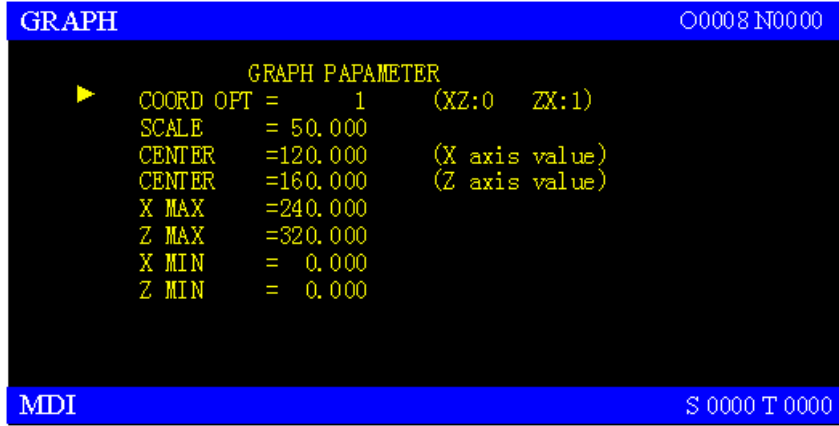 GRAPH O0008 N0000
GRAPH PAPAMETER
COORD OPT = 1 (XZ:0 ZX:1)
SCALE = 50.000
CENTER =120.000 (X axis value)
CENTER =160.000 (Z axis value)
X MAX =240.000
Z MAX =320.000
X MIN = 0.000
Z MIN = 0.000
MDI S 0000 T 0000